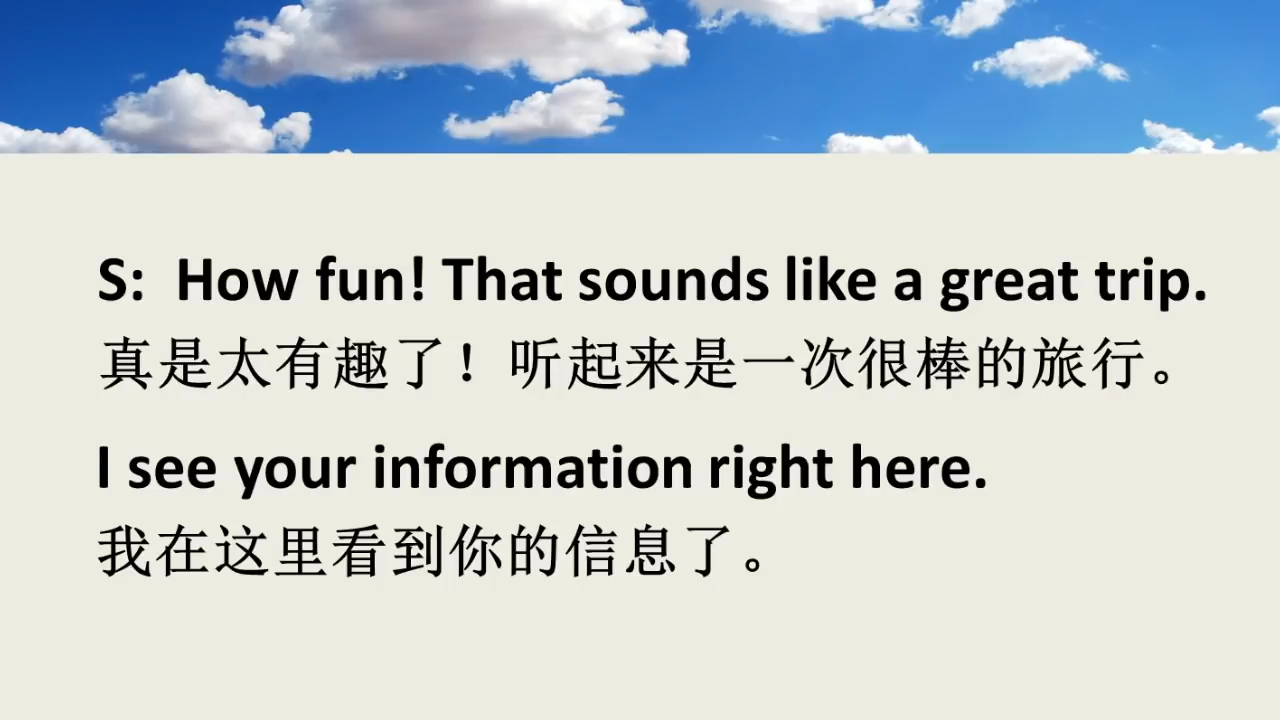 S:  How fun! That sounds like a great trip.
真是太有趣了！听起来是一次很棒的旅行。
I see your information right here.
我在这里看到你的信息了。